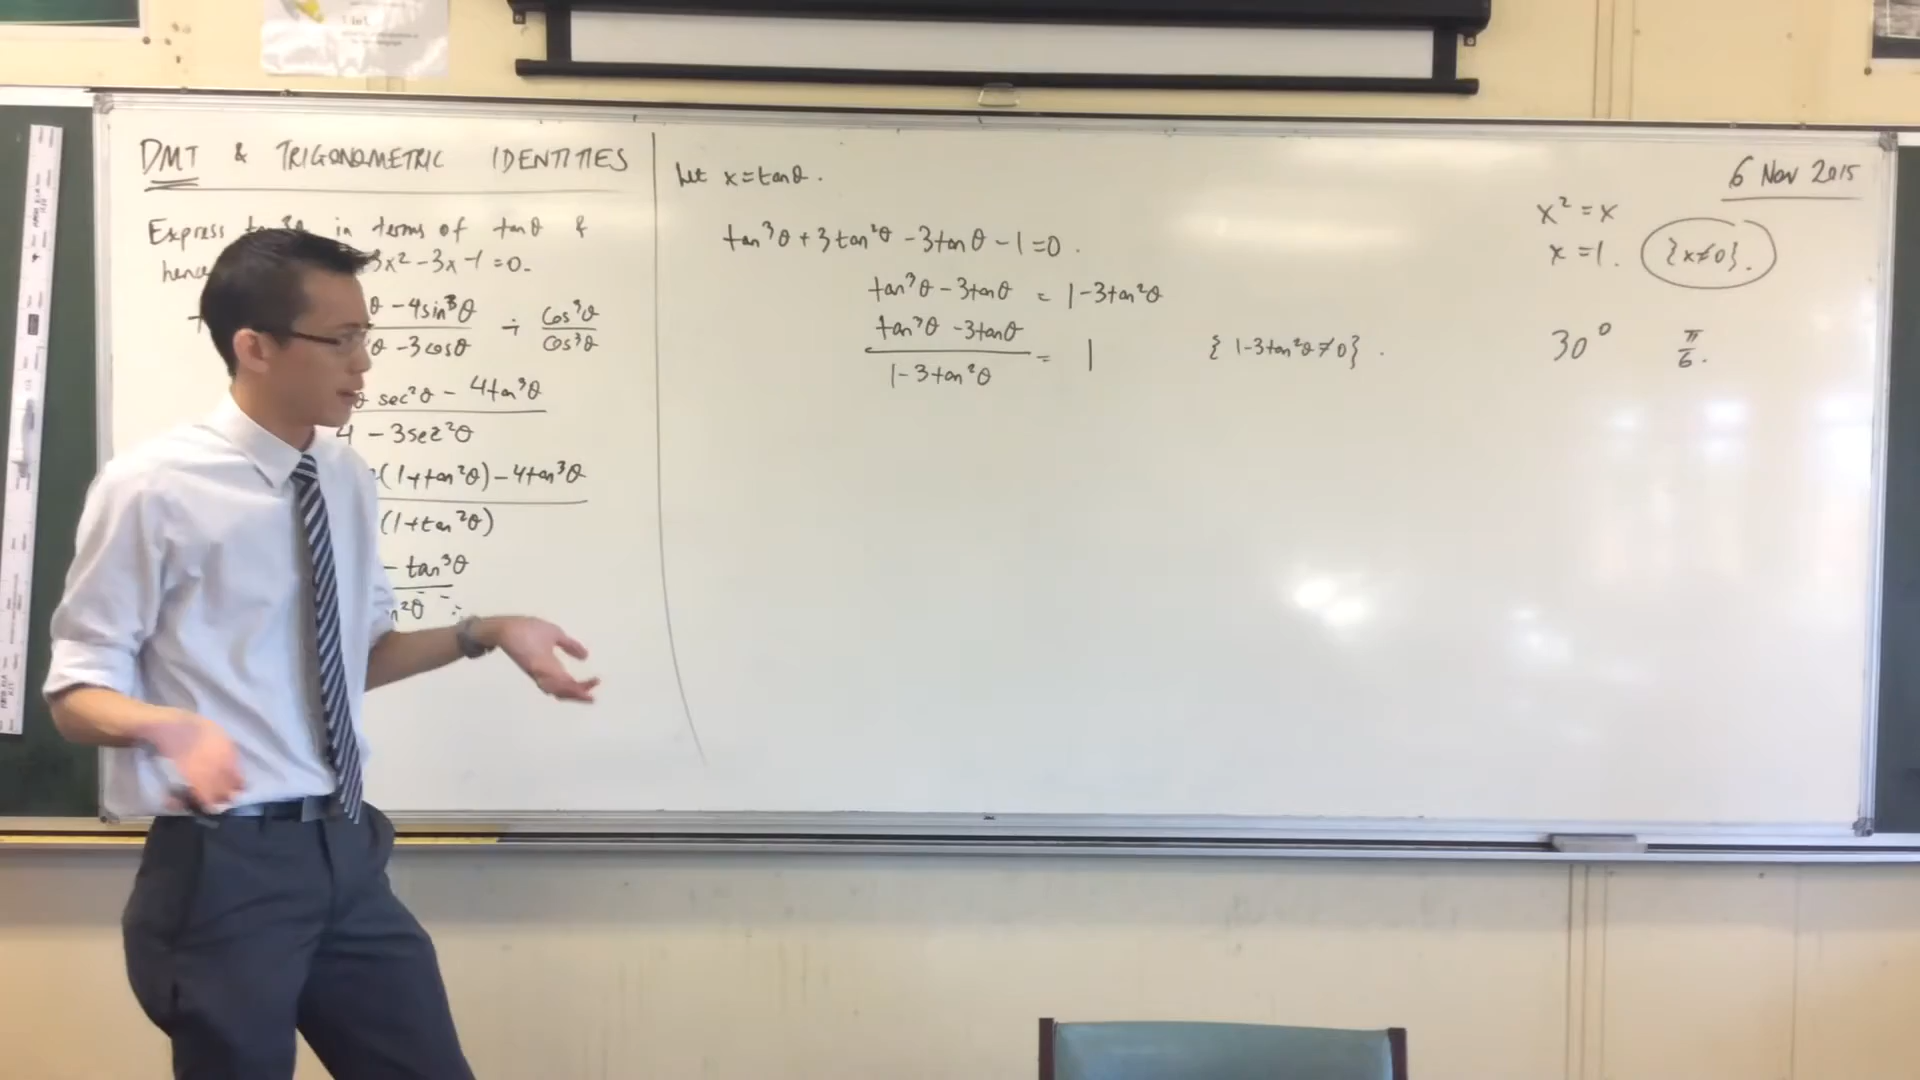 DMT & TRIGONOMETRIC IDENTITIES
Express tan3θ in terms of tanθ &
hence 3x² - 3x - 1 = 0.
θ - 4sin³θ ÷ cos³θ
θ - 3cosθ cos³θ
sec²θ - 4tan³θ
4 - 3sec²θ
(1+tan²θ) - 4tan³θ
(1+tan²θ)
- tan³θ
n²θ
Let x = tanθ.
tan³θ + 3tan²θ - 3tanθ - 1 = 0.
tan³θ - 3tanθ = 1 - 3tan²θ
tan³θ - 3tanθ
= 1 { 1 - 3tan²θ ≠ 0 }.
1 - 3tan²θ
6 Nov 2015
x² = x
x = 1. {x≠0}.
30° π/6.